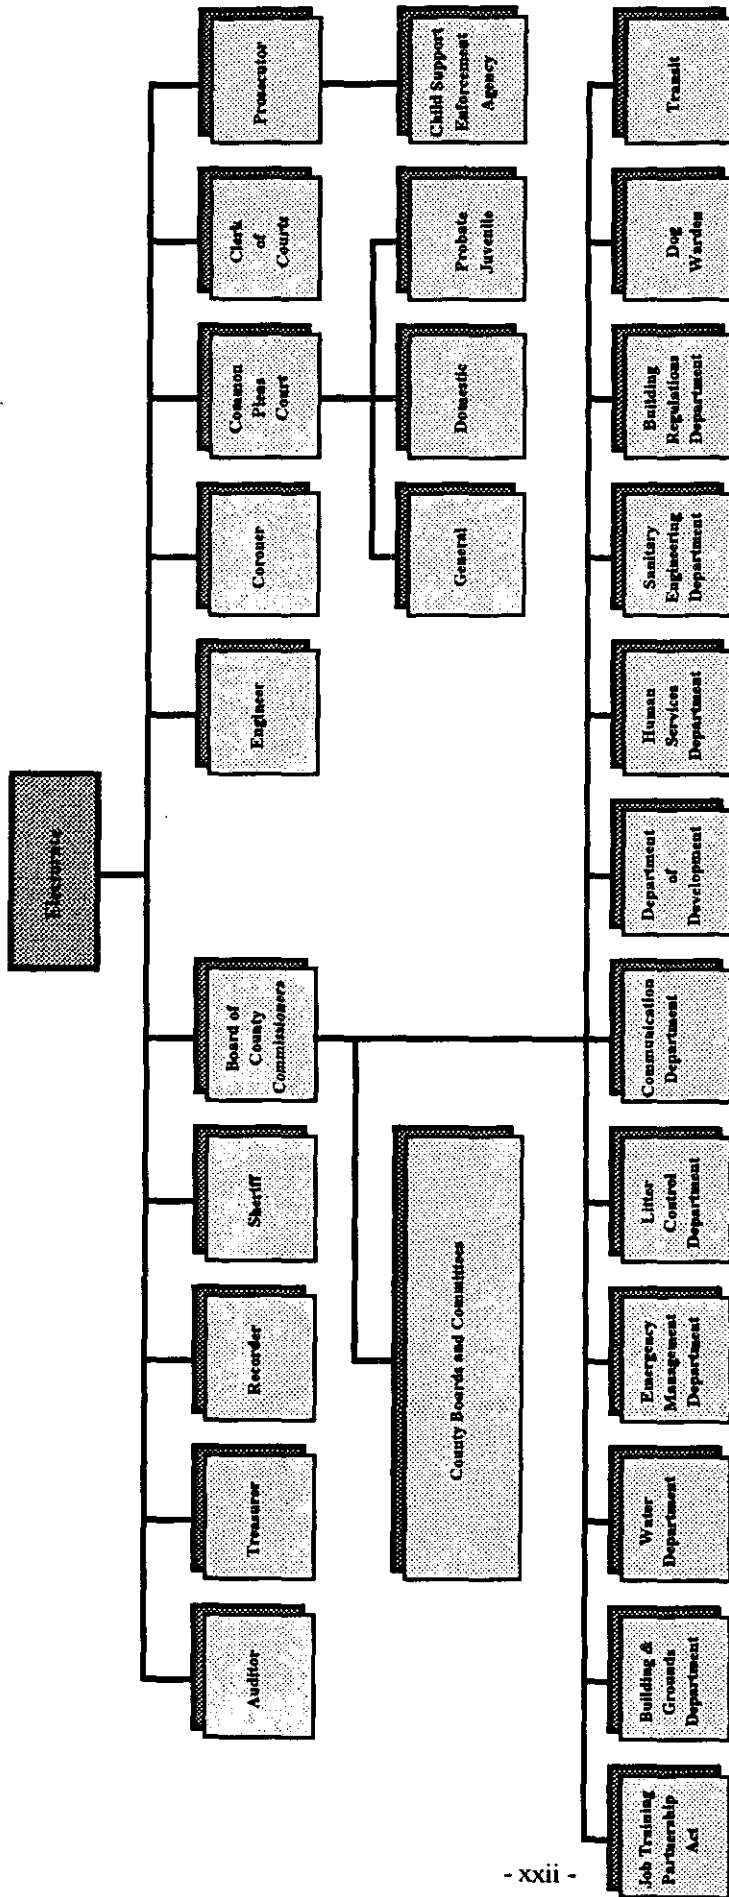 Electorate
Auditor
Treasurer
Recorder
Sheriff
Board of
County
Commissioners
Engineer
Coroner
Common
Pleas
Court
Clerk
of
Courts
Prosecutor
County Boards and Committees
General
Domestic
Probate
Juvenile
Child Support
Enforcement
Agency
Job Training
Partnership
Act
Building &
Grounds
Department
Water
Department
Emergency
Management
Department
Litter
Control
Department
Communication
Department
Department
of
Development
Human
Services
Department
Sanitary
Engineering
Department
Building
Regulations
Department
Dog
Warden
Transit
- xxii -